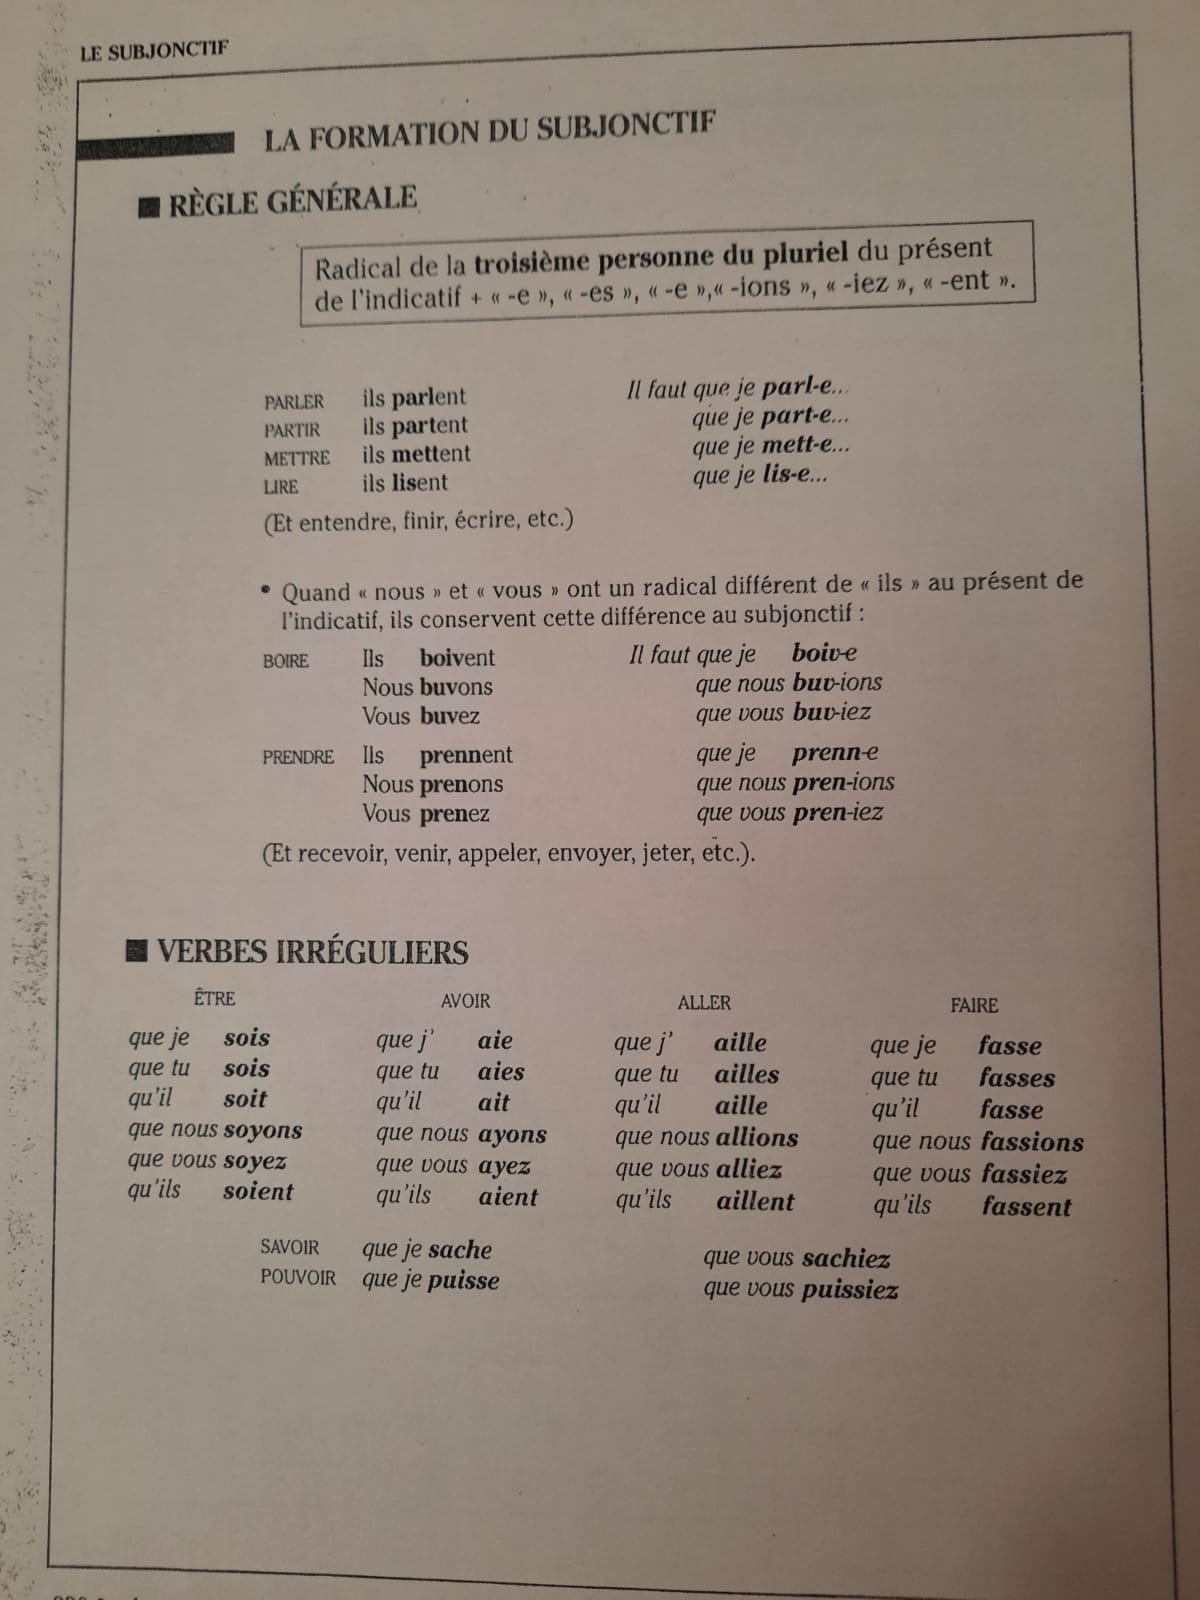 LE SUBJONCTIF
LA FORMATION DU SUBJONCTIF
RÈGLE GÉNÉRALE
Radical de la troisième personne du pluriel du présent
de l'indicatif + « -e », « -es », « -e »,« -ions », « -iez », « -ent ».
PARLER ils parlent Il faut que je parl-e...
PARTIR ils partent que je part-e...
METTRE ils mettent que je mett-e...
LIRE ils lisent que je lis-e...
(Et entendre, finir, écrire, etc.)
• Quand « nous » et « vous » ont un radical différent de « ils » au présent de
l'indicatif, ils conservent cette différence au subjonctif :
BOIRE Ils boivent Il faut que je boiv-e
Nous buvons que nous buv-ions
Vous buvez que vous buv-iez
PRENDRE Ils prennent que je prenn-e
Nous prenons que nous pren-ions
Vous prenez que vous pren-iez
(Et recevoir, venir, appeler, envoyer, jeter, etc.).
VERBES IRRÉGULIERS
ÊTRE AVOIR ALLER FAIRE
que je sois que j' aie que j' aille que je fasse
que tu sois que tu aies que tu ailles que tu fasses
qu'il soit qu'il ait qu'il aille qu'il fasse
que nous soyons que nous ayons que nous allions que nous fassions
que vous soyez que vous ayez que vous alliez que vous fassiez
qu'ils soient qu'ils aient qu'ils aillent qu'ils fassent
SAVOIR que je sache que vous sachiez
POUVOIR que je puisse que vous puissiez